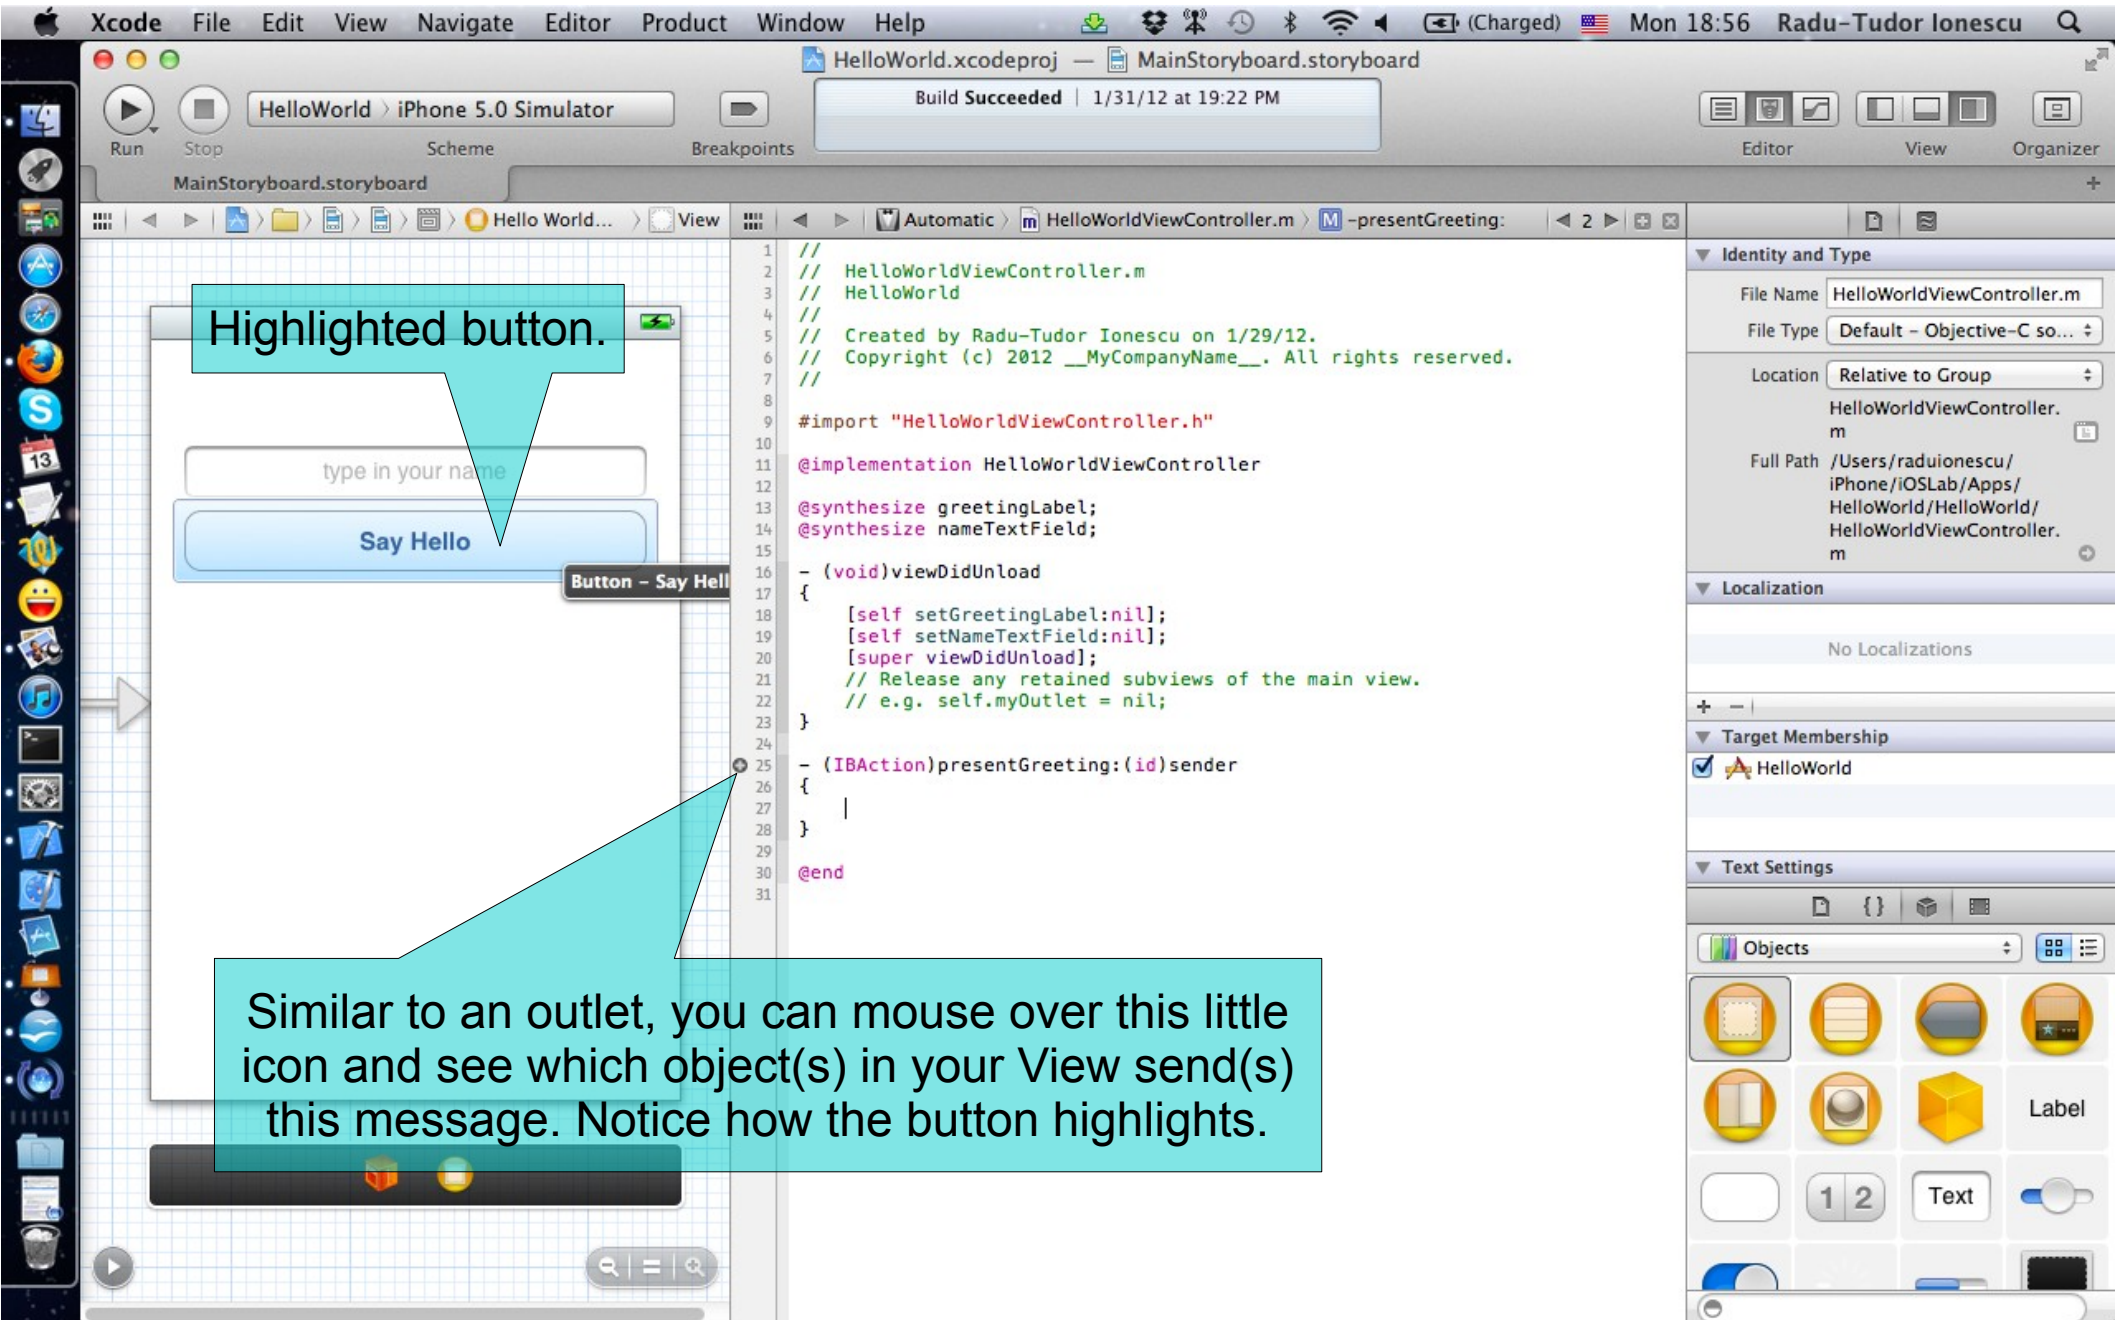 Xcode File Edit View Navigate Editor Product Window Help (Charged) Mon 18:56 Radu-Tudor Ionescu
HelloWorld.xcodeproj — MainStoryboard.storyboard
HelloWorld › iPhone 5.0 Simulator
Build Succeeded | 1/31/12 at 19:22 PM
Run Stop Scheme Breakpoints Editor View Organizer
MainStoryboard.storyboard
Hello World... View
Automatic HelloWorldViewController.m M -presentGreeting: 2
Highlighted button.
type in your name
Say Hello
Button – Say Hell
1 //
2 // HelloWorldViewController.m
3 // HelloWorld
4 //
5 // Created by Radu-Tudor Ionescu on 1/29/12.
6 // Copyright (c) 2012 __MyCompanyName__. All rights reserved.
7 //
8
9 #import "HelloWorldViewController.h"
10
11 @implementation HelloWorldViewController
12
13 @synthesize greetingLabel;
14 @synthesize nameTextField;
15
16 - (void)viewDidUnload
17 {
18 [self setGreetingLabel:nil];
19 [self setNameTextField:nil];
20 [super viewDidUnload];
21 // Release any retained subviews of the main view.
22 // e.g. self.myOutlet = nil;
23 }
24
25 - (IBAction)presentGreeting:(id)sender
26 {
27
28 }
29
30 @end
31
Similar to an outlet, you can mouse over this little
icon and see which object(s) in your View send(s)
this message. Notice how the button highlights.
Identity and Type
File Name HelloWorldViewController.m
File Type Default – Objective-C so...
Location Relative to Group
HelloWorldViewController.
m
Full Path /Users/raduionescu/
iPhone/iOSLab/Apps/
HelloWorld/HelloWorld/
HelloWorldViewController.
m
Localization
No Localizations
+ −
Target Membership
HelloWorld
Text Settings
{}
Objects
Label
1 2 Text
13